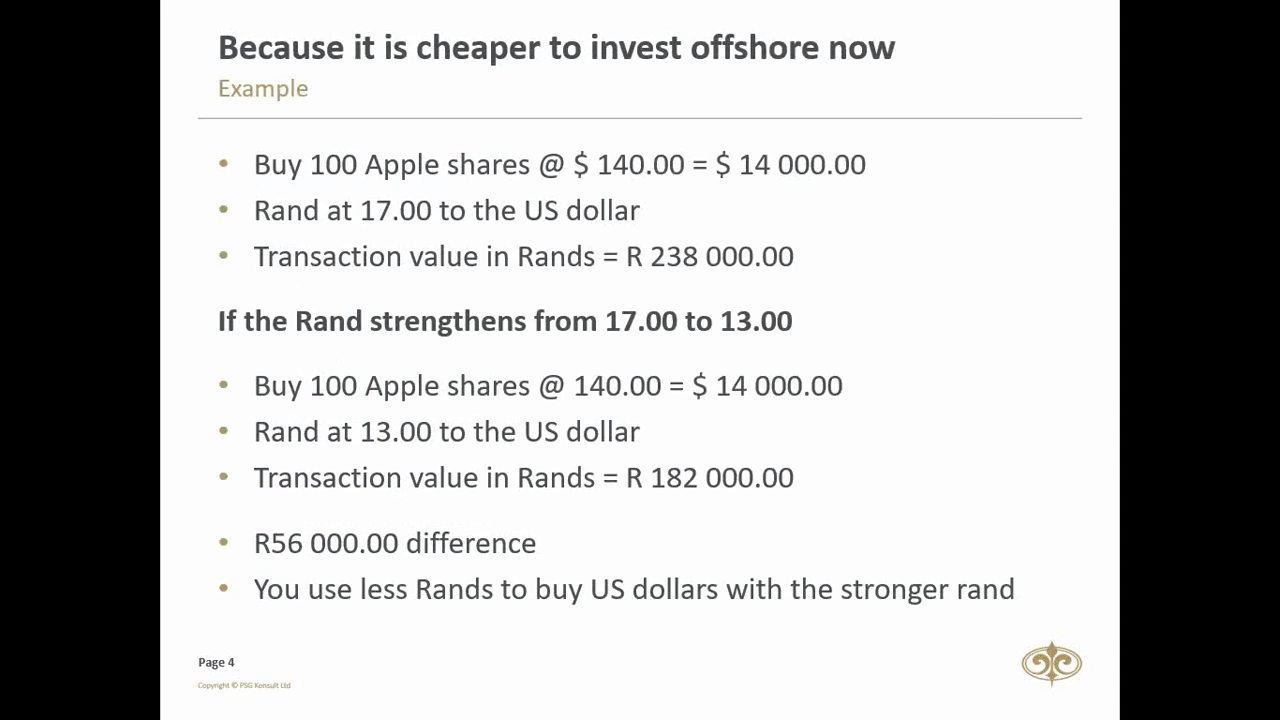 Because it is cheaper to invest offshore now
Example
• Buy 100 Apple shares @ $ 140.00 = $ 14 000.00
• Rand at 17.00 to the US dollar
• Transaction value in Rands = R 238 000.00
If the Rand strengthens from 17.00 to 13.00
• Buy 100 Apple shares @ 140.00 = $ 14 000.00
• Rand at 13.00 to the US dollar
• Transaction value in Rands = R 182 000.00
• R56 000.00 difference
• You use less Rands to buy US dollars with the stronger rand
Page 4
Copyright © PSG Konsult Ltd